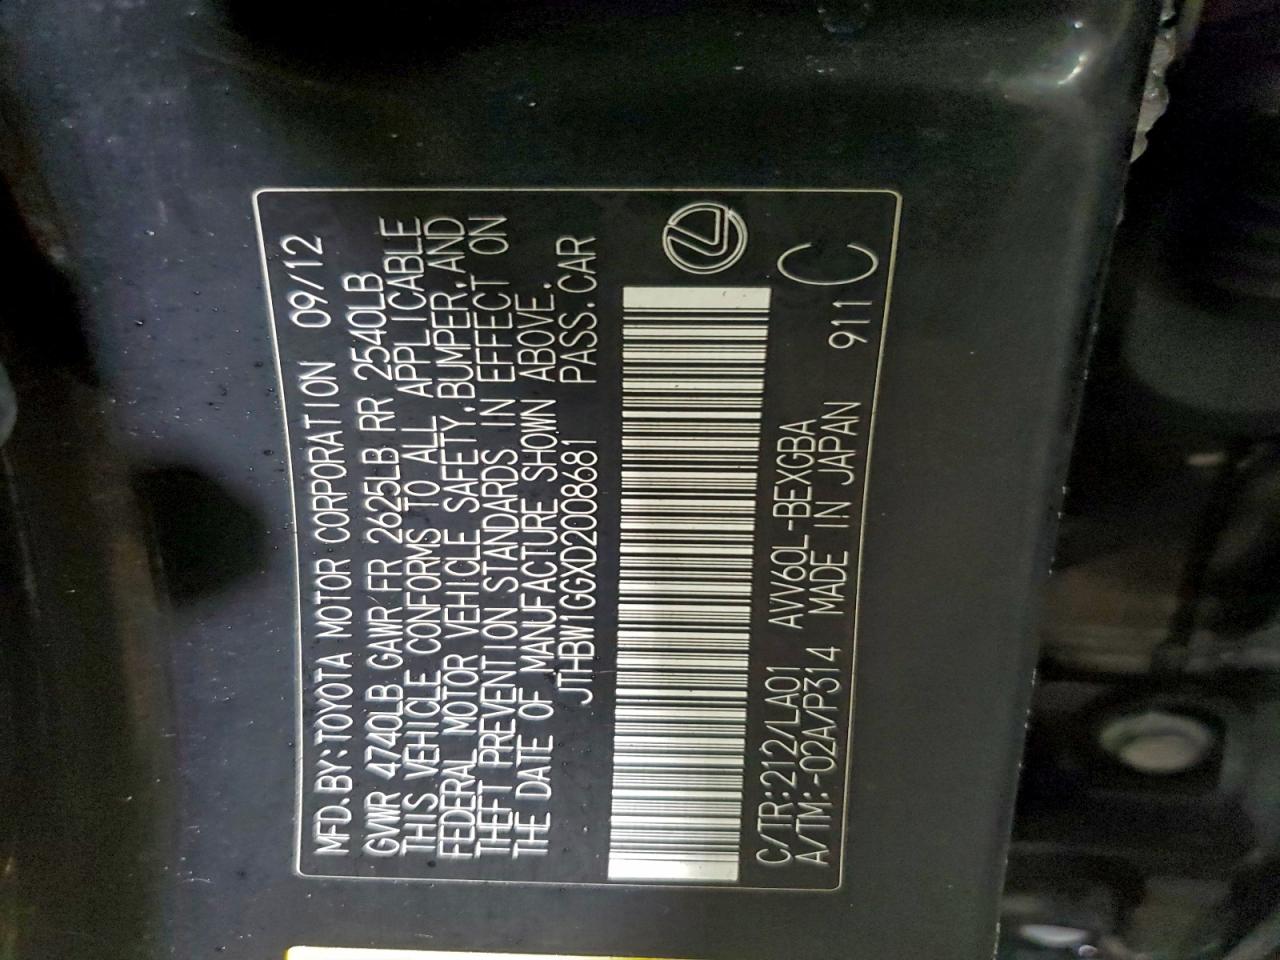 MFD.BY:TOYOTA MOTOR CORPORATION 09/12
GVWR 4740LB GAWR FR 2625LB RR 2540LB
THIS VEHICLE CONFORMS TO ALL APPLICABLE
FEDERAL MOTOR VEHICLE SAFETY,BUMPER,AND
THEFT PREVENTION STANDARDS IN EFFECT ON
THE DATE OF MANUFACTURE SHOWN ABOVE.
JTHBW1GGXD2008681 PASS.CAR
C/TR:212/LA01 AVV60L-BEXGBA
A/TM:-02A/P314 MADE IN JAPAN 911 C